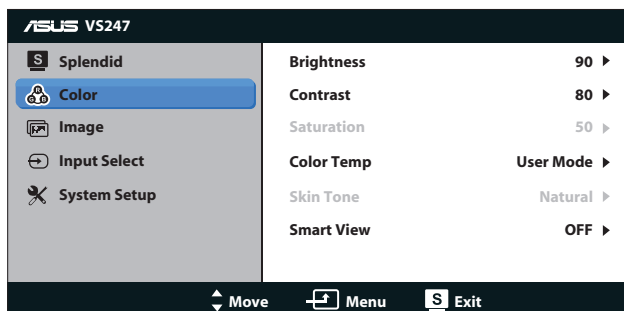 ASUS VS247
S Splendid
R G B Color
Image
Input Select
System Setup
Brightness 90
Contrast 80
Saturation 50
Color Temp User Mode
Skin Tone Natural
Smart View OFF
Move Menu S Exit